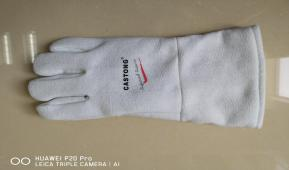 CASTONG®
HUAWEI P20 Pro
LEICA TRIPLE CAMERA | AI